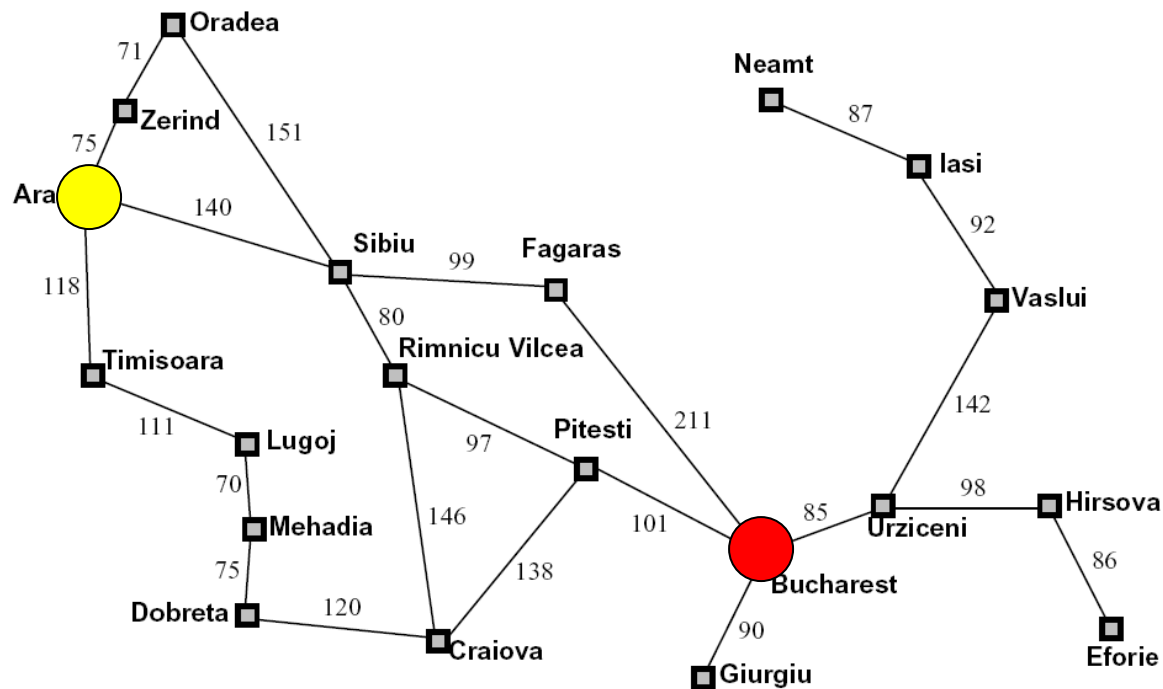 Oradea
71
Neamt
Zerind
87
75
151
Iasi
Ara
140
92
Sibiu
Fagaras
99
118
Vaslui
80
Timisoara
Rimnicu Vilcea
142
111
211
Lugoj
97
Pitesti
70
98
Hirsova
146
101
85
Mehadia
Urziceni
75
138
86
Bucharest
Dobreta
120
90
Craiova
Eforie
Giurgiu